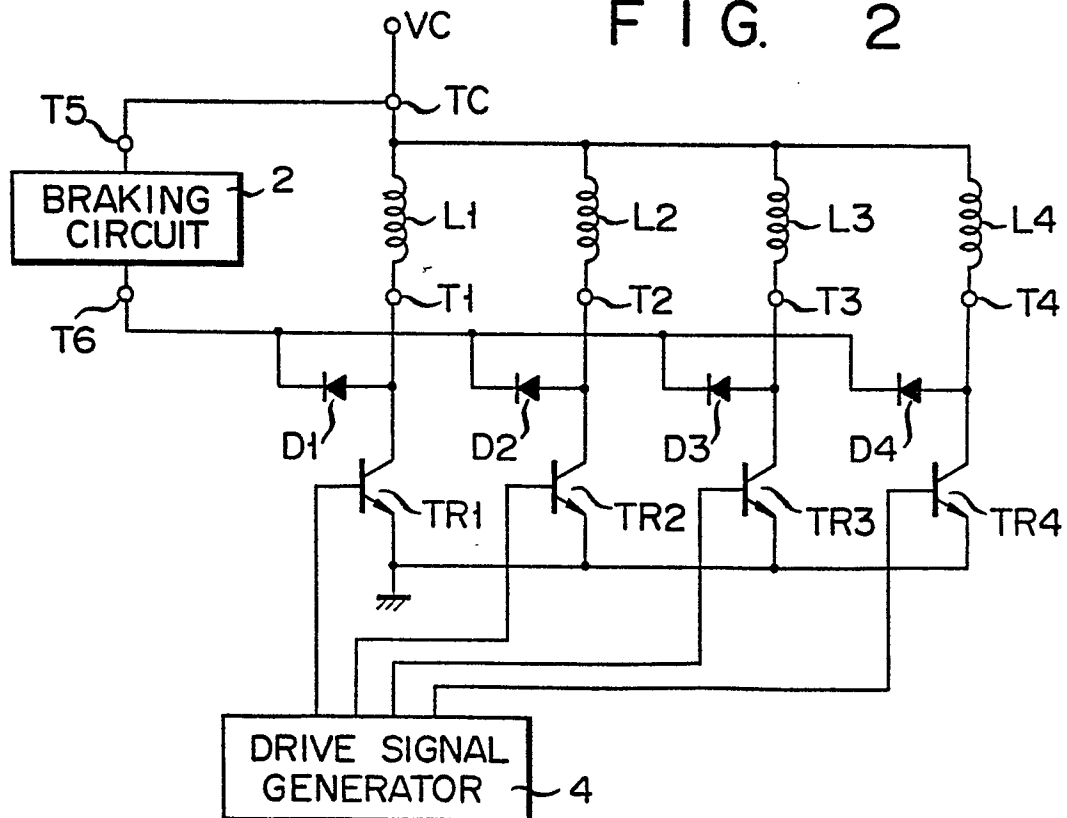 FIG. 2
VC
TC
T5
BRAKING
CIRCUIT
2
L1
L2
L3
L4
T1
T2
T3
T4
T6
D1
D2
D3
D4
TR1
TR2
TR3
TR4
DRIVE SIGNAL
GENERATOR
4